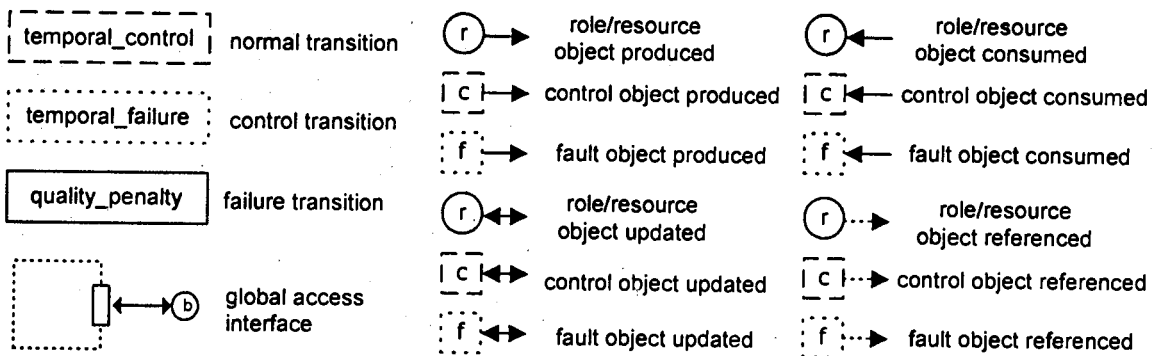 temporal_control
normal transition
temporal_failure
control transition
quality_penalty
failure transition
b
global access
interface
r
role/resource
object produced
c
control object produced
f
fault object produced
r
role/resource
object updated
c
control object updated
f
fault object updated
r
role/resource
object consumed
c
control object consumed
f
fault object consumed
r
role/resource
object referenced
c
control object referenced
f
fault object referenced